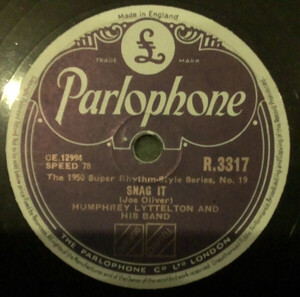 Made in England
£
TRADE MARK
Parlophone
CE.12994
SPEED 78
R.3317
The 1950 Super Rhythm-Style Series, No. 19
SNAG IT
(Joe Oliver)
HUMPHREY LYTTELTON AND
HIS BAND
THE PARLOPHONE CO LTD LONDON